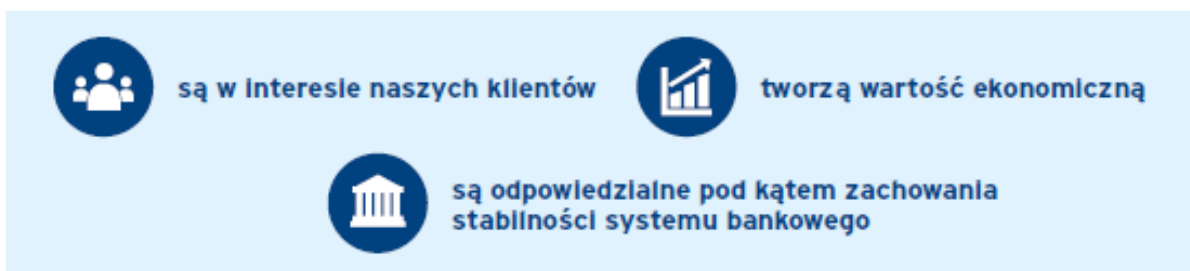 są w interesie naszych klientów
tworzą wartość ekonomiczną
są odpowiedzialne pod kątem zachowania
stabilności systemu bankowego